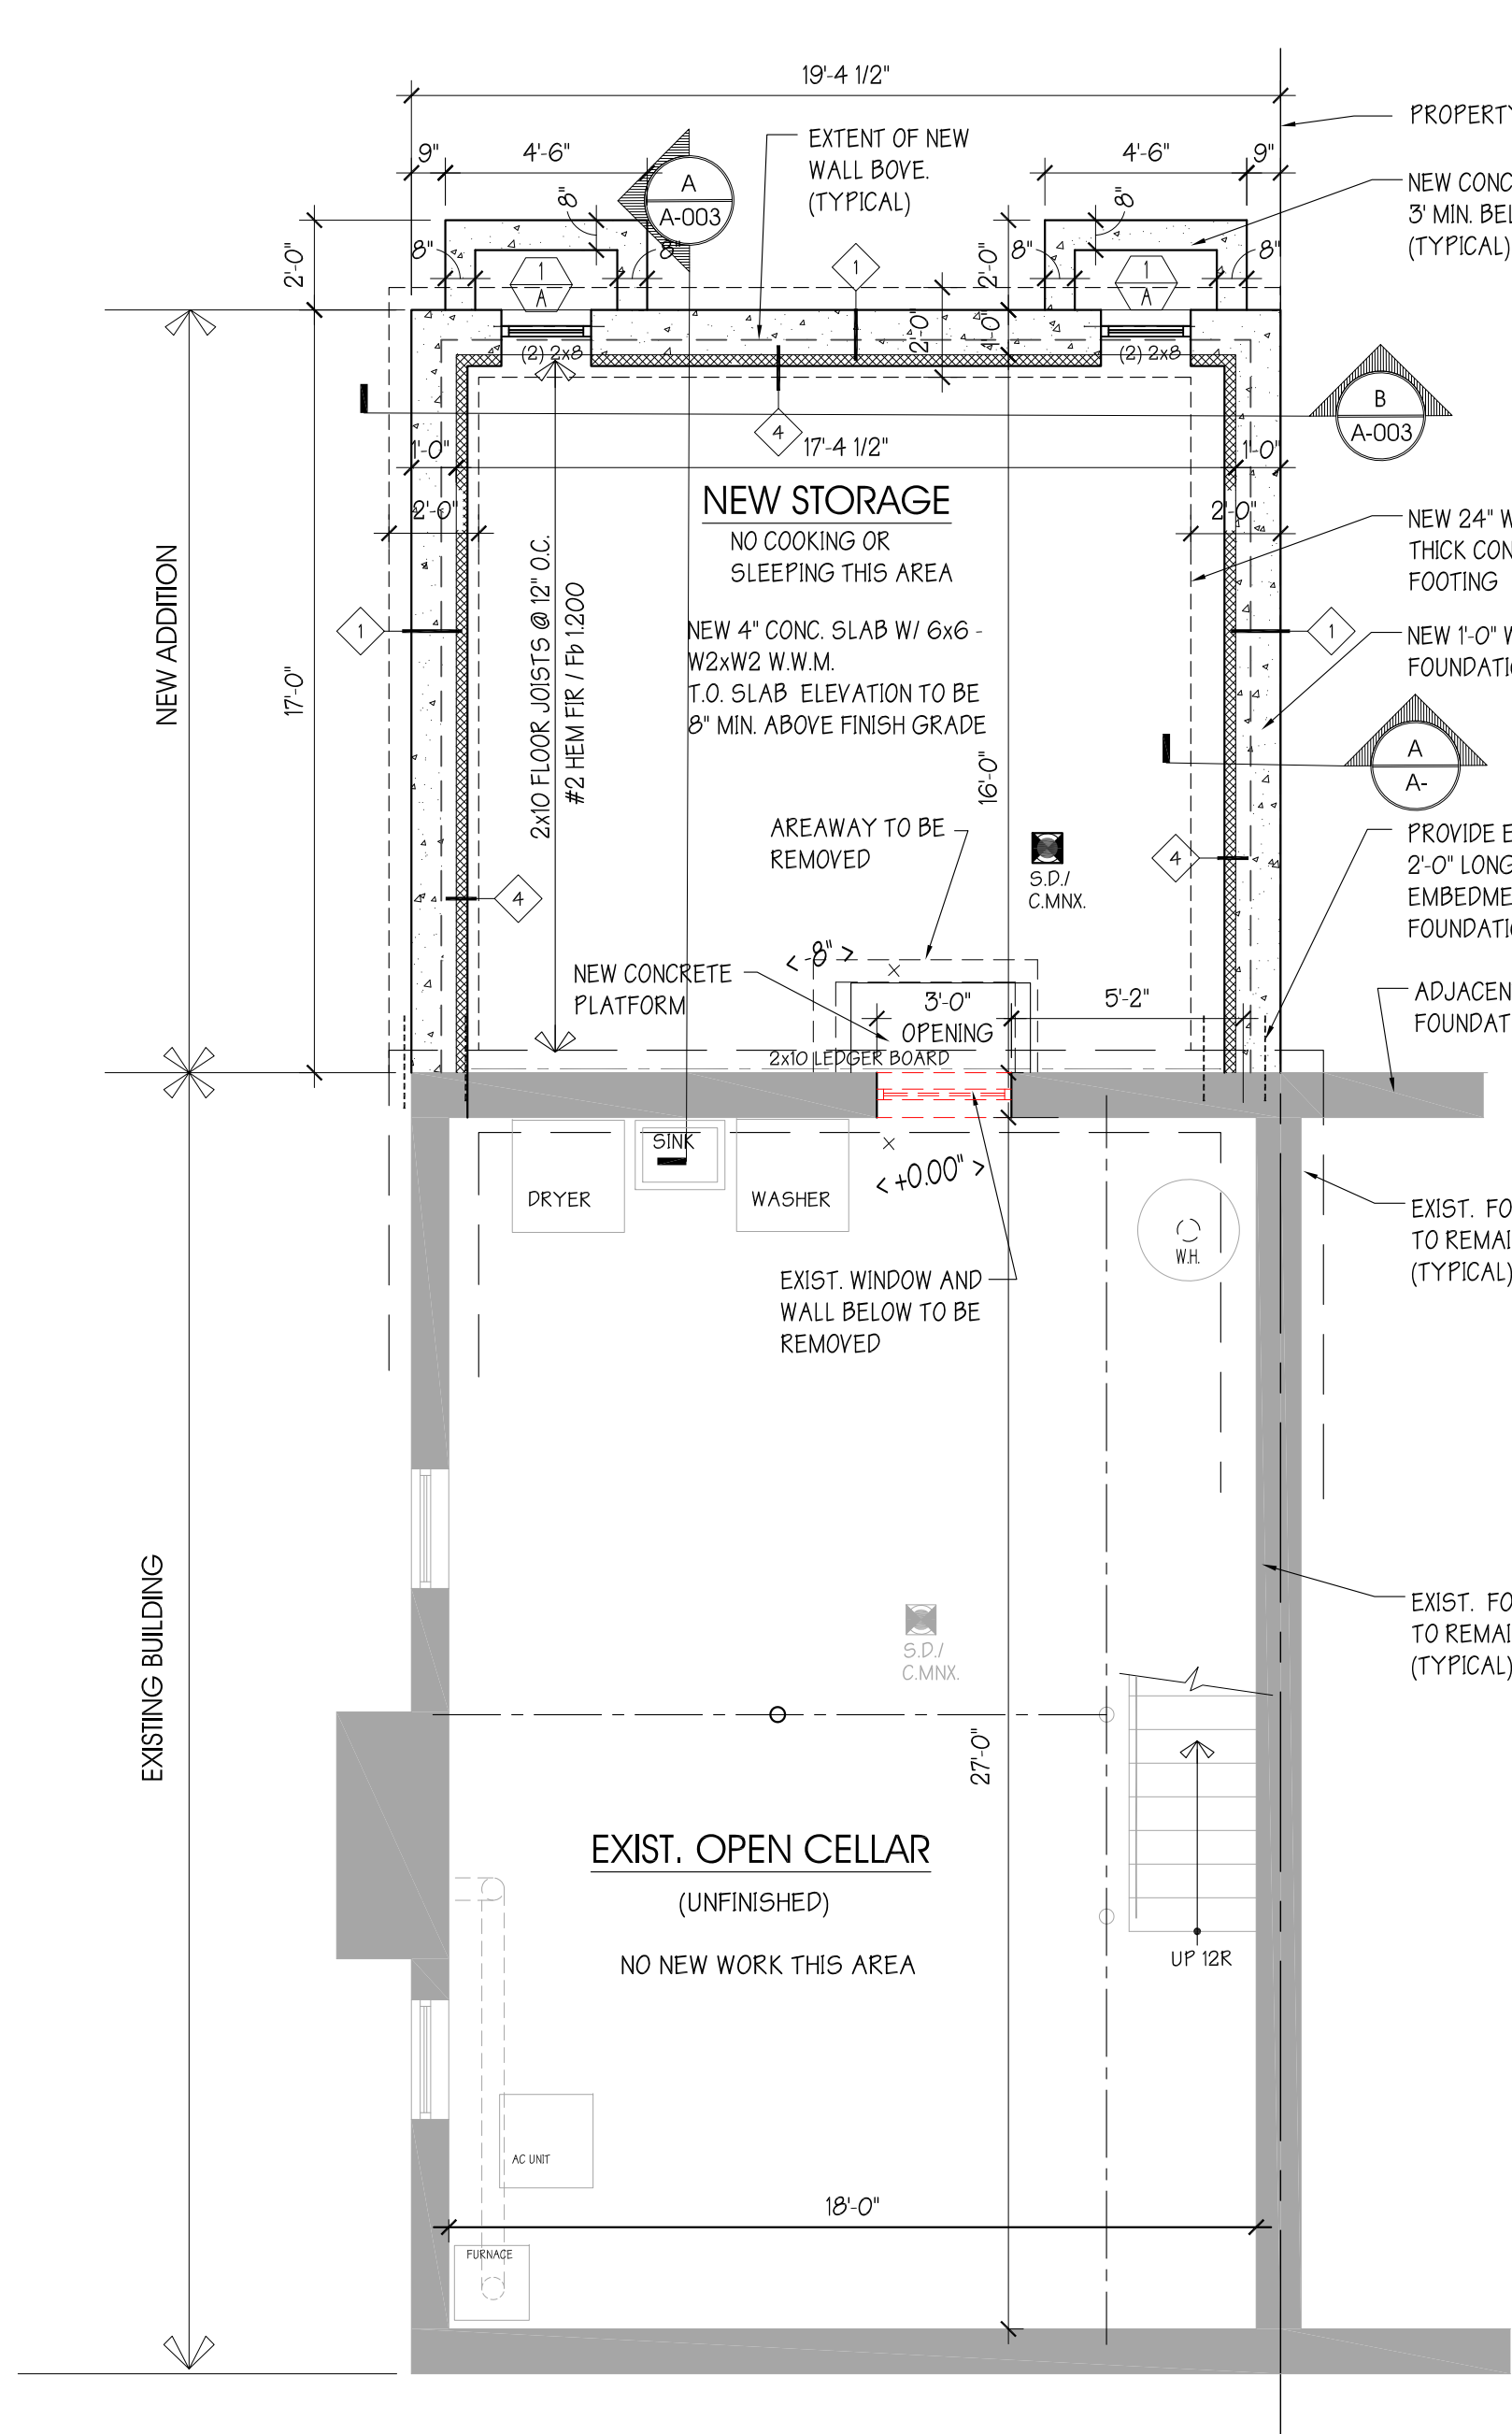 19'-4 1/2"
PROPERTY
9"
4'-6"
EXTENT OF NEW
WALL BOVE.
(TYPICAL)
4'-6"
9"
A
A-003
NEW CONC
3' MIN. BEL
(TYPICAL)
8"
8"
8"
8"
8"
8"
2'-0"
2'-0"
1
A
1
1
A
2'-0"
1'-0"
(2) 2x8
(2) 2x8
B
A-003
4
1'-0"
17'-4 1/2"
1'-0"
NEW STORAGE
2'-0"
2'-0"
NO COOKING OR
SLEEPING THIS AREA
NEW 24" W
THICK CON
FOOTING
NEW ADDITION
17'-0"
2x10 FLOOR JOISTS @ 12" O.C.
#2 HEM FIR / Fb 1.200
1
NEW 4" CONC. SLAB W/ 6x6 -
W2xW2 W.W.M.
T.O. SLAB ELEVATION TO BE
8" MIN. ABOVE FINISH GRADE
1
NEW 1'-0" W
FOUNDATIO
A
A-
16'-0"
AREAWAY TO BE
REMOVED
S.D./
C.MNX.
4
4
PROVIDE E
2'-0" LONG
EMBEDME
FOUNDATIO
< -8" >
NEW CONCRETE
PLATFORM
3'-0"
OPENING
5'-2"
ADJACEN
FOUNDAT
2x10 LEDGER BOARD
SINK
DRYER
WASHER
< +0.00" >
W.H.
EXIST. FO
TO REMAI
(TYPICAL)
EXIST. WINDOW AND
WALL BELOW TO BE
REMOVED
EXISTING BUILDING
S.D./
C.MNX.
EXIST. FO
TO REMAI
(TYPICAL)
27'-0"
EXIST. OPEN CELLAR
(UNFINISHED)
NO NEW WORK THIS AREA
UP 12R
AC UNIT
18'-0"
FURNACE